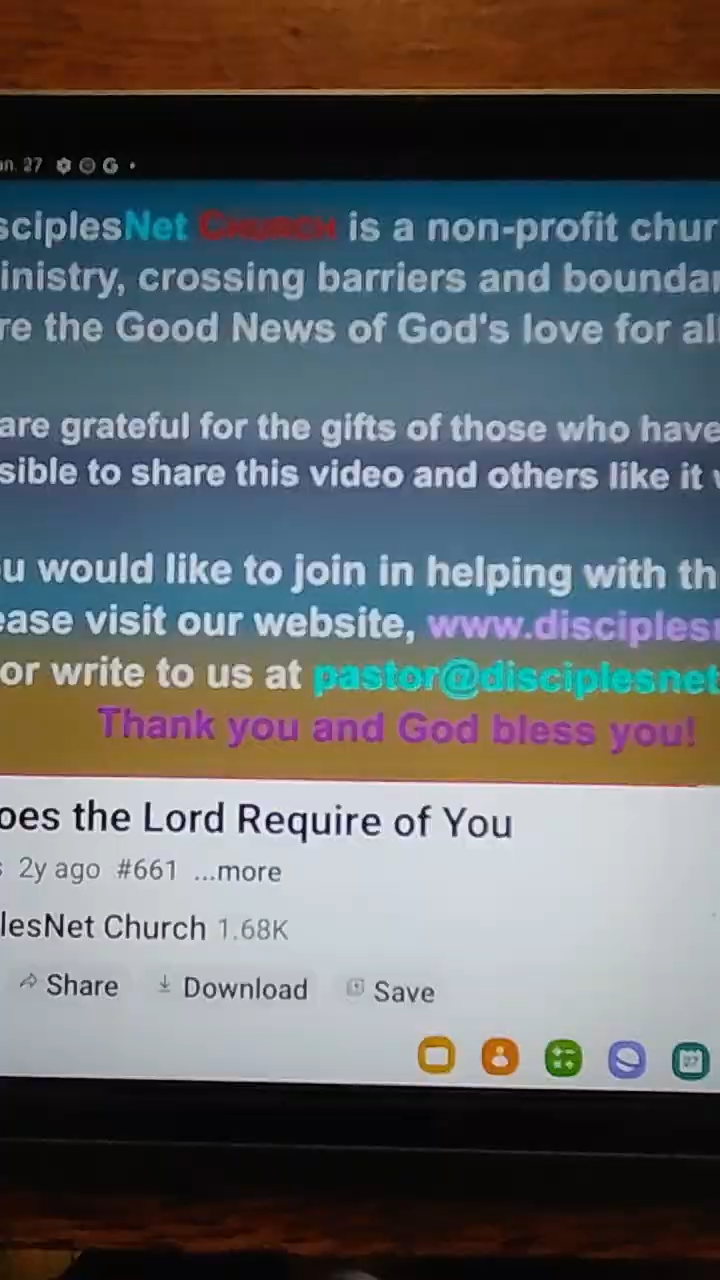 an. 27 G •
sciplesNet CHURCH is a non-profit chur
inistry, crossing barriers and boundar
re the Good News of God's love for all
are grateful for the gifts of those who have
sible to share this video and others like it w
u would like to join in helping with th
ease visit our website, www.disciples
or write to us at pastor@disciplesnet
Thank you and God bless you!
oes the Lord Require of You
s 2y ago #661 ...more
lesNet Church 1.68K
Share Download Save
27